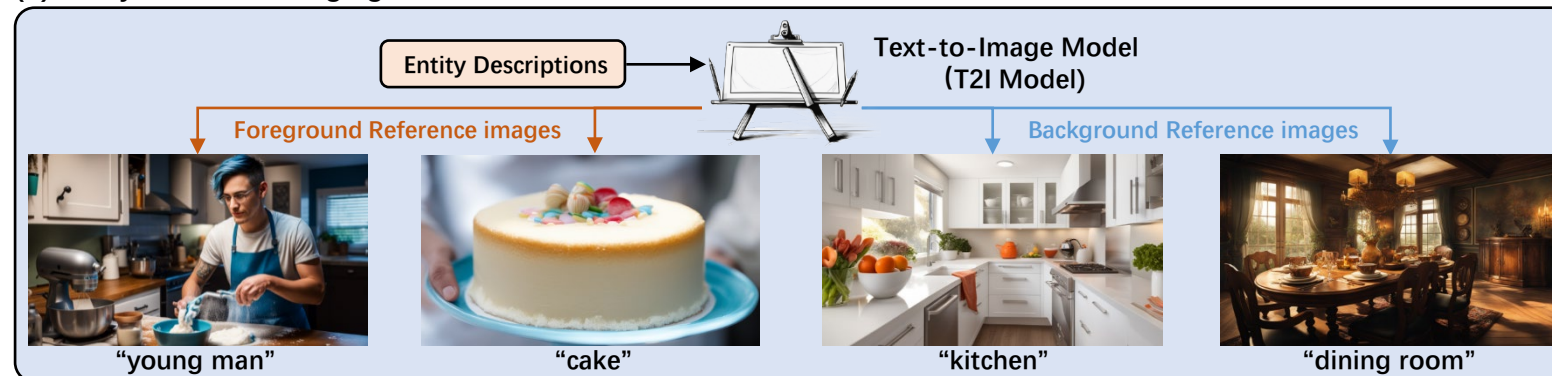 Entity Descriptions
Text-to-Image Model
(T2I Model)
Foreground Reference images
Background Reference images
“young man”
“cake”
“kitchen”
“dining room”